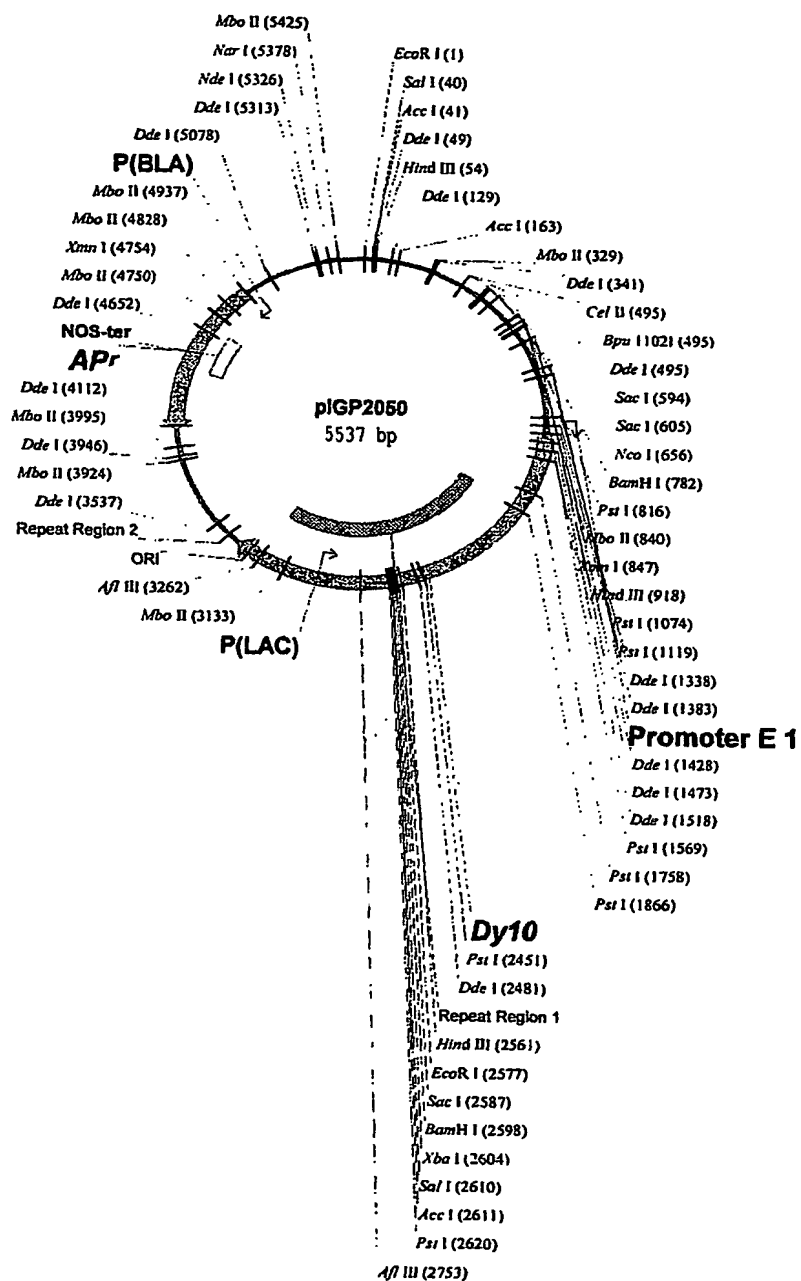 Mbo II (5425)
Nar I (5378)
Nde I (5326)
Dde I (5313)
Dde I (5078)
P(BLA)
Mbo II (4937)
Mbo II (4828)
Xmn I (4754)
Mbo II (4750)
Dde I (4652)
NOS-ter
APr
Dde I (4112)
Mbo II (3995)
Dde I (3946)
Mbo II (3924)
Dde I (3537)
Repeat Region 2
ORI
Afl III (3262)
Mbo II (3133)
P(LAC)
EcoR I (1)
Sal I (40)
Acc I (41)
Dde I (49)
Hind III (54)
Dde I (129)
Acc I (163)
Mbo II (329)
Dde I (341)
Cel II (495)
Bpu 1102I (495)
Dde I (495)
Sac I (594)
Sac I (605)
Nco I (656)
BamH I (782)
Pst I (816)
Mbo II (840)
Xmn I (847)
Hind III (918)
Pst I (1074)
Pst I (1119)
Dde I (1338)
Dde I (1383)
Promoter E 1
Dde I (1428)
Dde I (1473)
Dde I (1518)
Pst I (1569)
Pst I (1758)
Pst I (1866)
pIGP2050
5537 bp
Dy10
Pst I (2451)
Dde I (2481)
Repeat Region 1
Hind III (2561)
EcoR I (2577)
Sac I (2587)
BamH I (2598)
Xba I (2604)
Sal I (2610)
Acc I (2611)
Pst I (2620)
Afl III (2753)